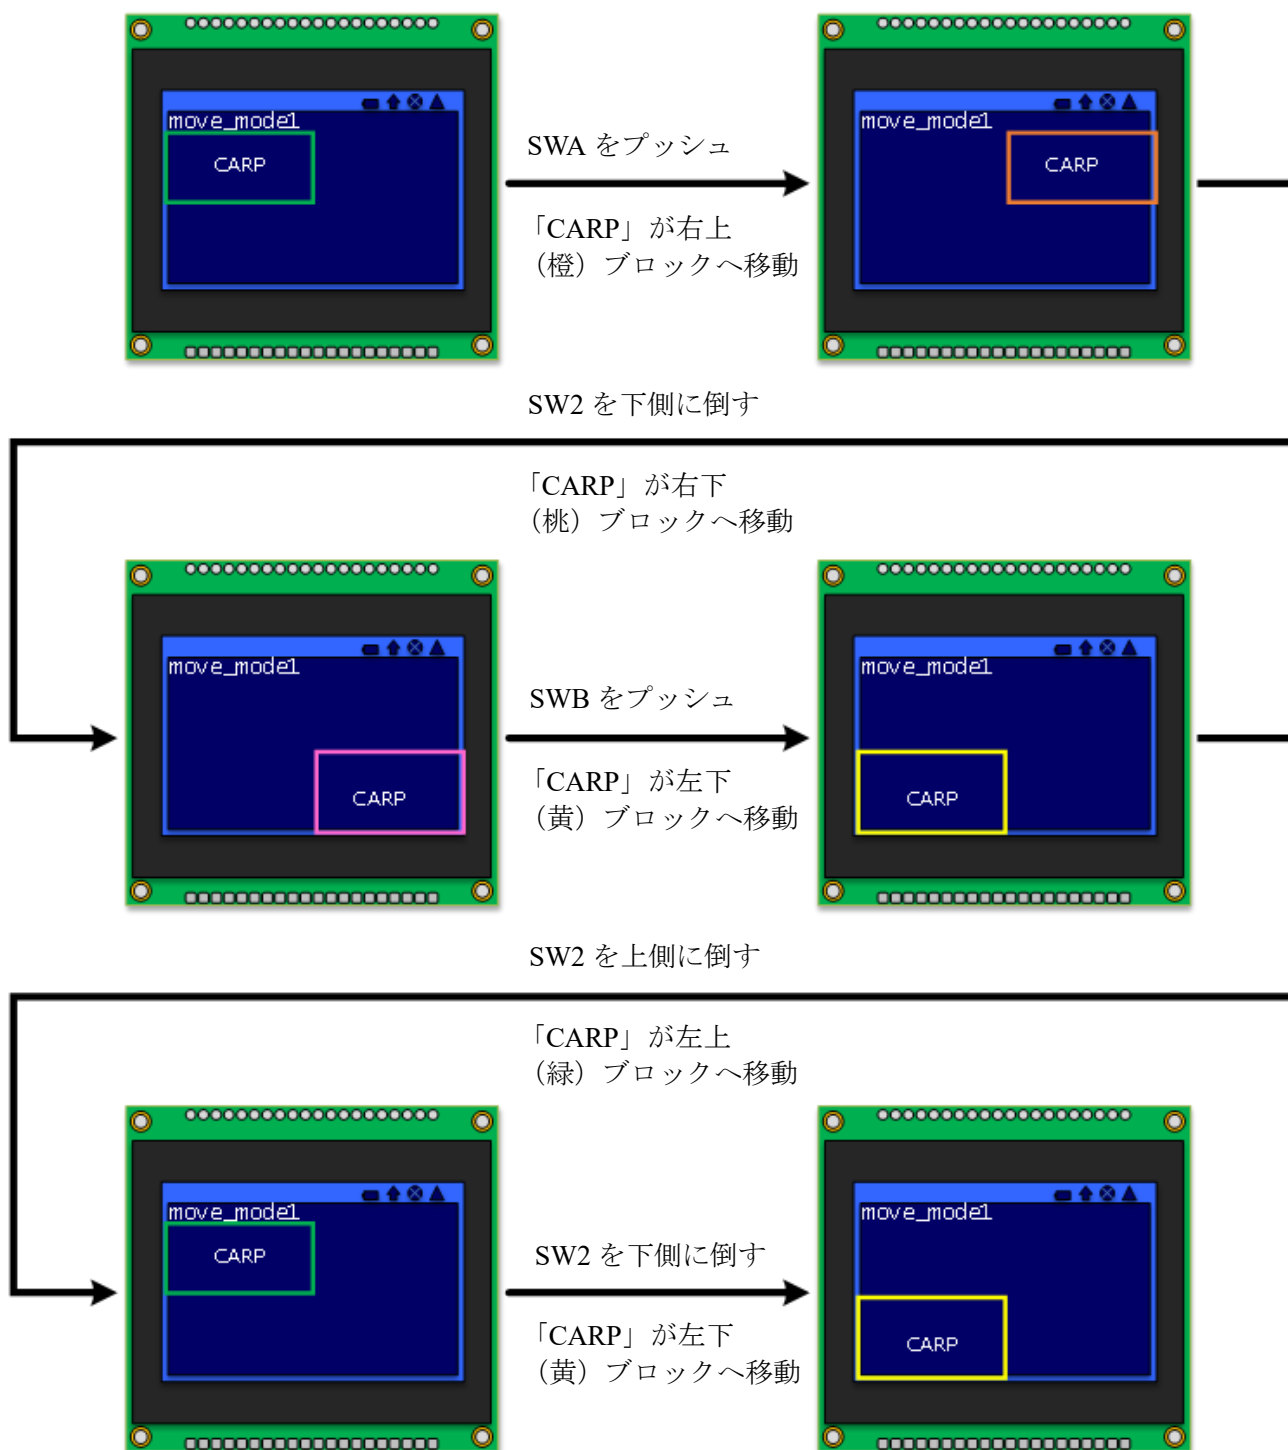 move_mode1
CARP
SWA をプッシュ
「CARP」が右上
（橙）ブロックへ移動
move_mode1
CARP
SW2 を下側に倒す
「CARP」が右下
（桃）ブロックへ移動
move_mode1
CARP
SWB をプッシュ
「CARP」が左下
（黄）ブロックへ移動
move_mode1
CARP
SW2 を上側に倒す
「CARP」が左上
（緑）ブロックへ移動
move_mode1
CARP
SW2 を下側に倒す
「CARP」が左下
（黄）ブロックへ移動
move_mode1
CARP